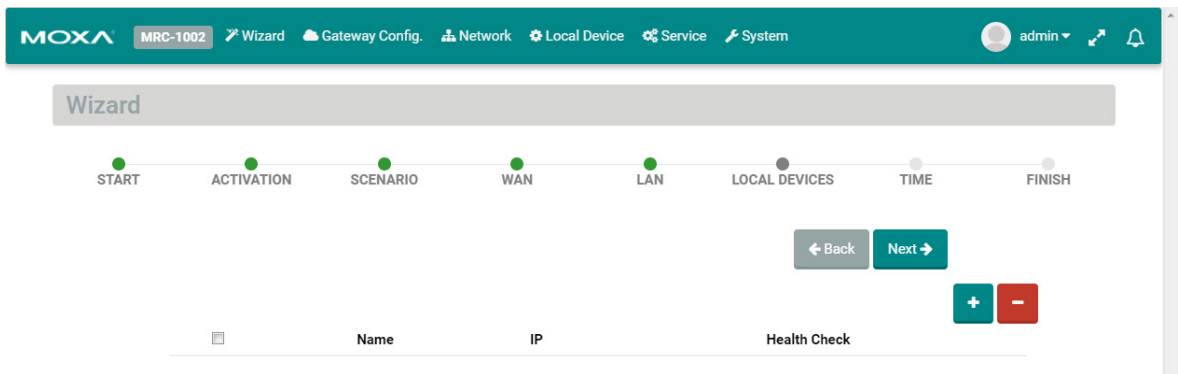 MOXA MRC-1002 Wizard Gateway Config. Network Local Device Service System admin
Wizard
START ACTIVATION SCENARIO WAN LAN LOCAL DEVICES TIME FINISH
Back Next
Name IP Health Check